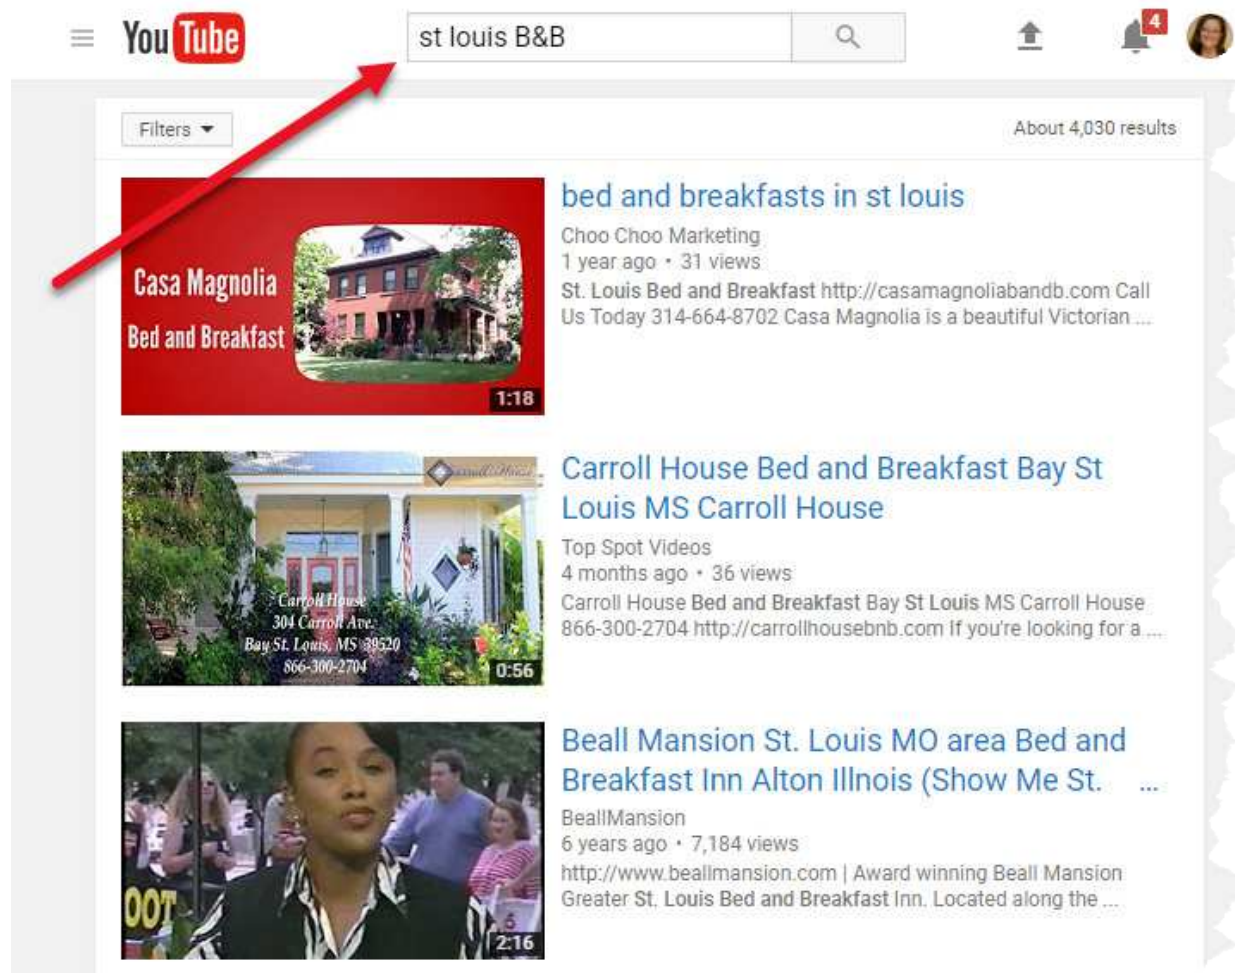 You Tube
st louis B&B
4
Filters
About 4,030 results
Casa Magnolia
Bed and Breakfast
1:18
bed and breakfasts in st louis
Choo Choo Marketing
1 year ago • 31 views
St. Louis Bed and Breakfast http://casamagnoliabandb.com Call
Us Today 314-664-8702 Casa Magnolia is a beautiful Victorian ...
Carroll House
Carroll House
304 Carroll Ave.
Bay St. Louis, MS 39520
866-300-2704
0:56
Carroll House Bed and Breakfast Bay St
Louis MS Carroll House
Top Spot Videos
4 months ago • 36 views
Carroll House Bed and Breakfast Bay St Louis MS Carroll House
866-300-2704 http://carrollhousebnb.com If you're looking for a ...
OOT
6
2:16
Beall Mansion St. Louis MO area Bed and
Breakfast Inn Alton Illnois (Show Me St. ...
BeallMansion
6 years ago • 7,184 views
http://www.beallmansion.com | Award winning Beall Mansion
Greater St. Louis Bed and Breakfast Inn. Located along the ...